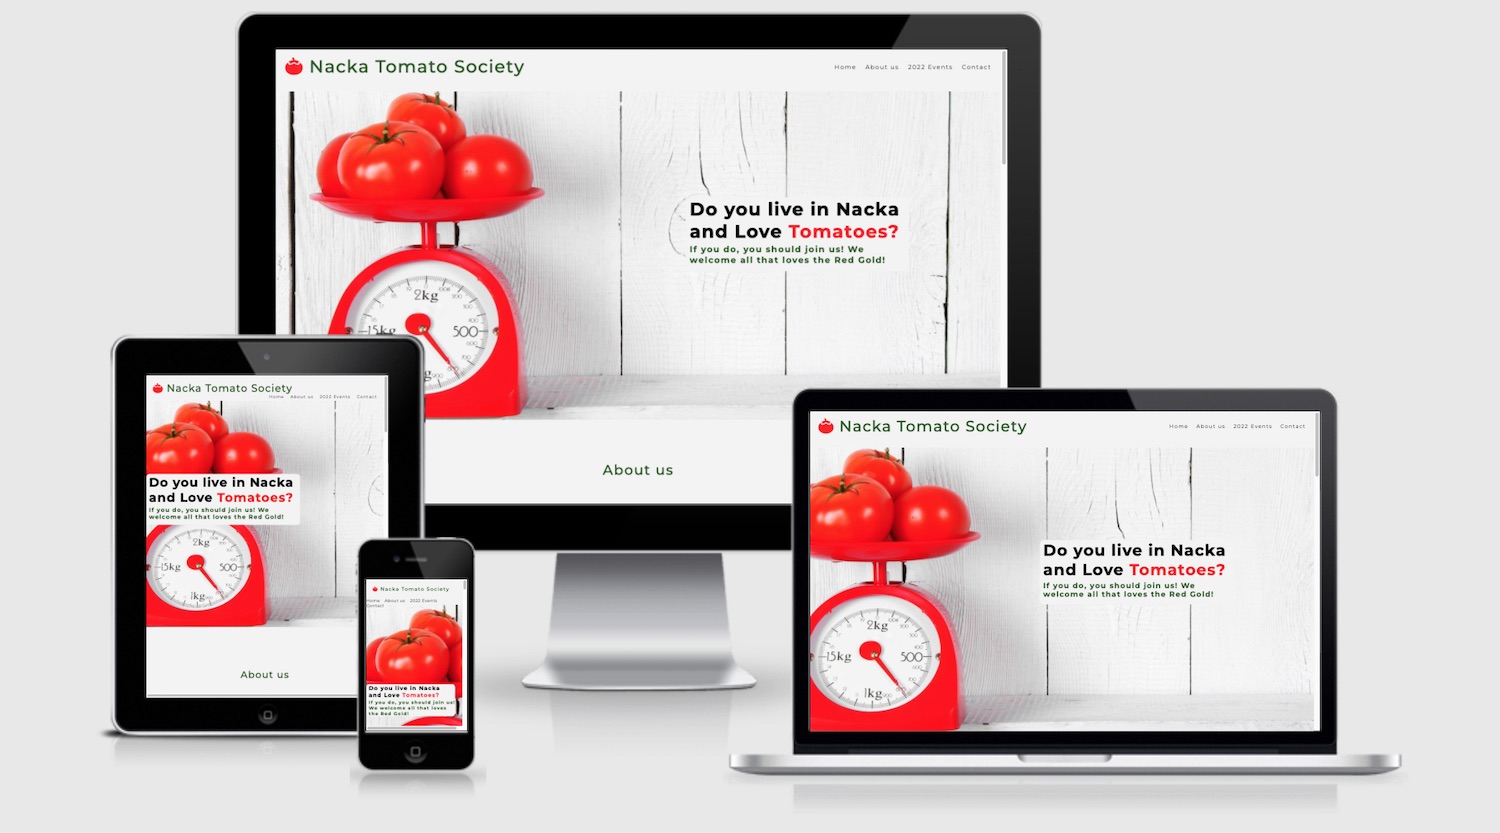 Nacka Tomato Society
Home About us 2022 Events Contact
Do you live in Nacka
and Love Tomatoes?
If you do, you should join us! We
welcome all that loves the Red Gold!
2kg
500
About us
Nacka Tomato Society
Home About us 2022 Events Contact
Do you live in Nacka
and Love Tomatoes?
If you do, you should join us! We
welcome all that loves the Red Gold!
2kg
15kg 500
1kg
About us
Nacka Tomato Society
Home About us 2022 Events
Contact
Do you live in Nacka
and Love Tomatoes?
If you do, you should join us!
We welcome all that loves
the Red Gold!
Nacka Tomato Society
Home About us 2022 Events Contact
Do you live in Nacka
and Love Tomatoes?
If you do, you should join us! We
welcome all that loves the Red Gold!
2kg
15kg 500
1kg